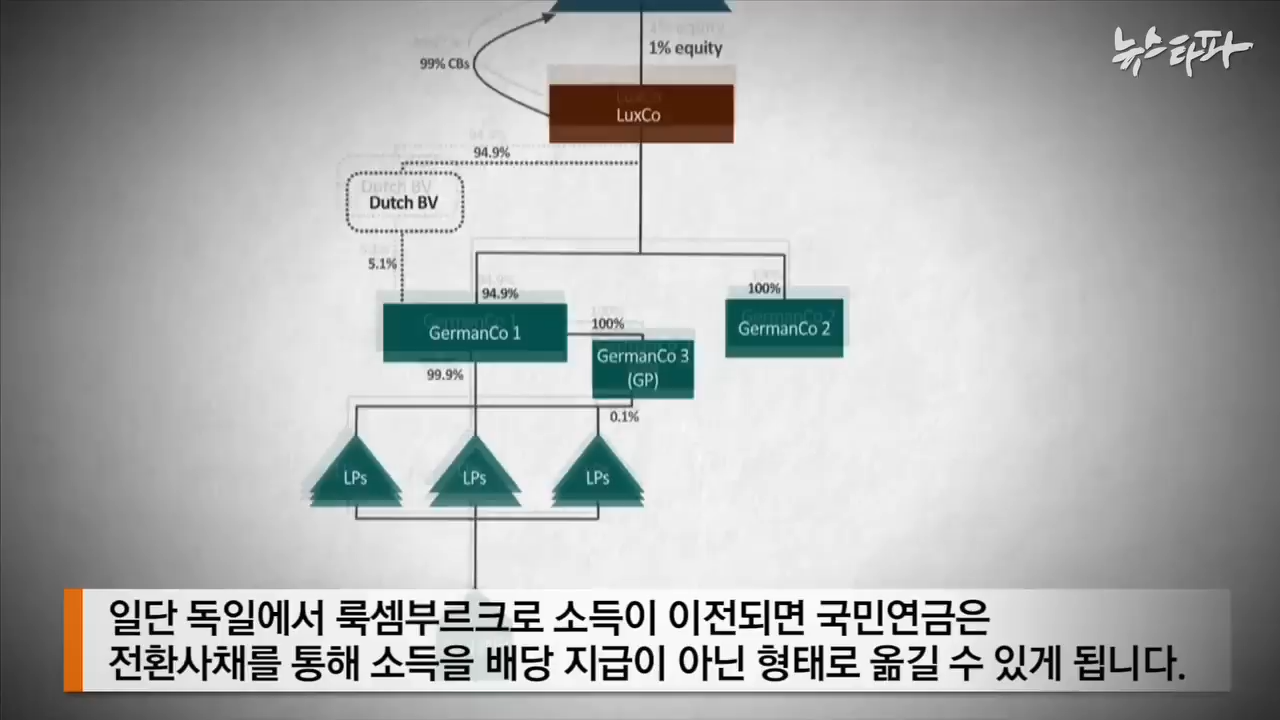 뉴스타파
1% equity
99% CBs
LuxCo
94.9%
Dutch BV
5.1%
94.9%
100%
GermanCo 1
100%
GermanCo 2
GermanCo 3
(GP)
99.9%
0.1%
LPs
LPs
LPs
일단 독일에서 룩셈부르크로 소득이 이전되면 국민연금은
전환사채를 통해 소득을 배당 지급이 아닌 형태로 옮길 수 있게 됩니다.